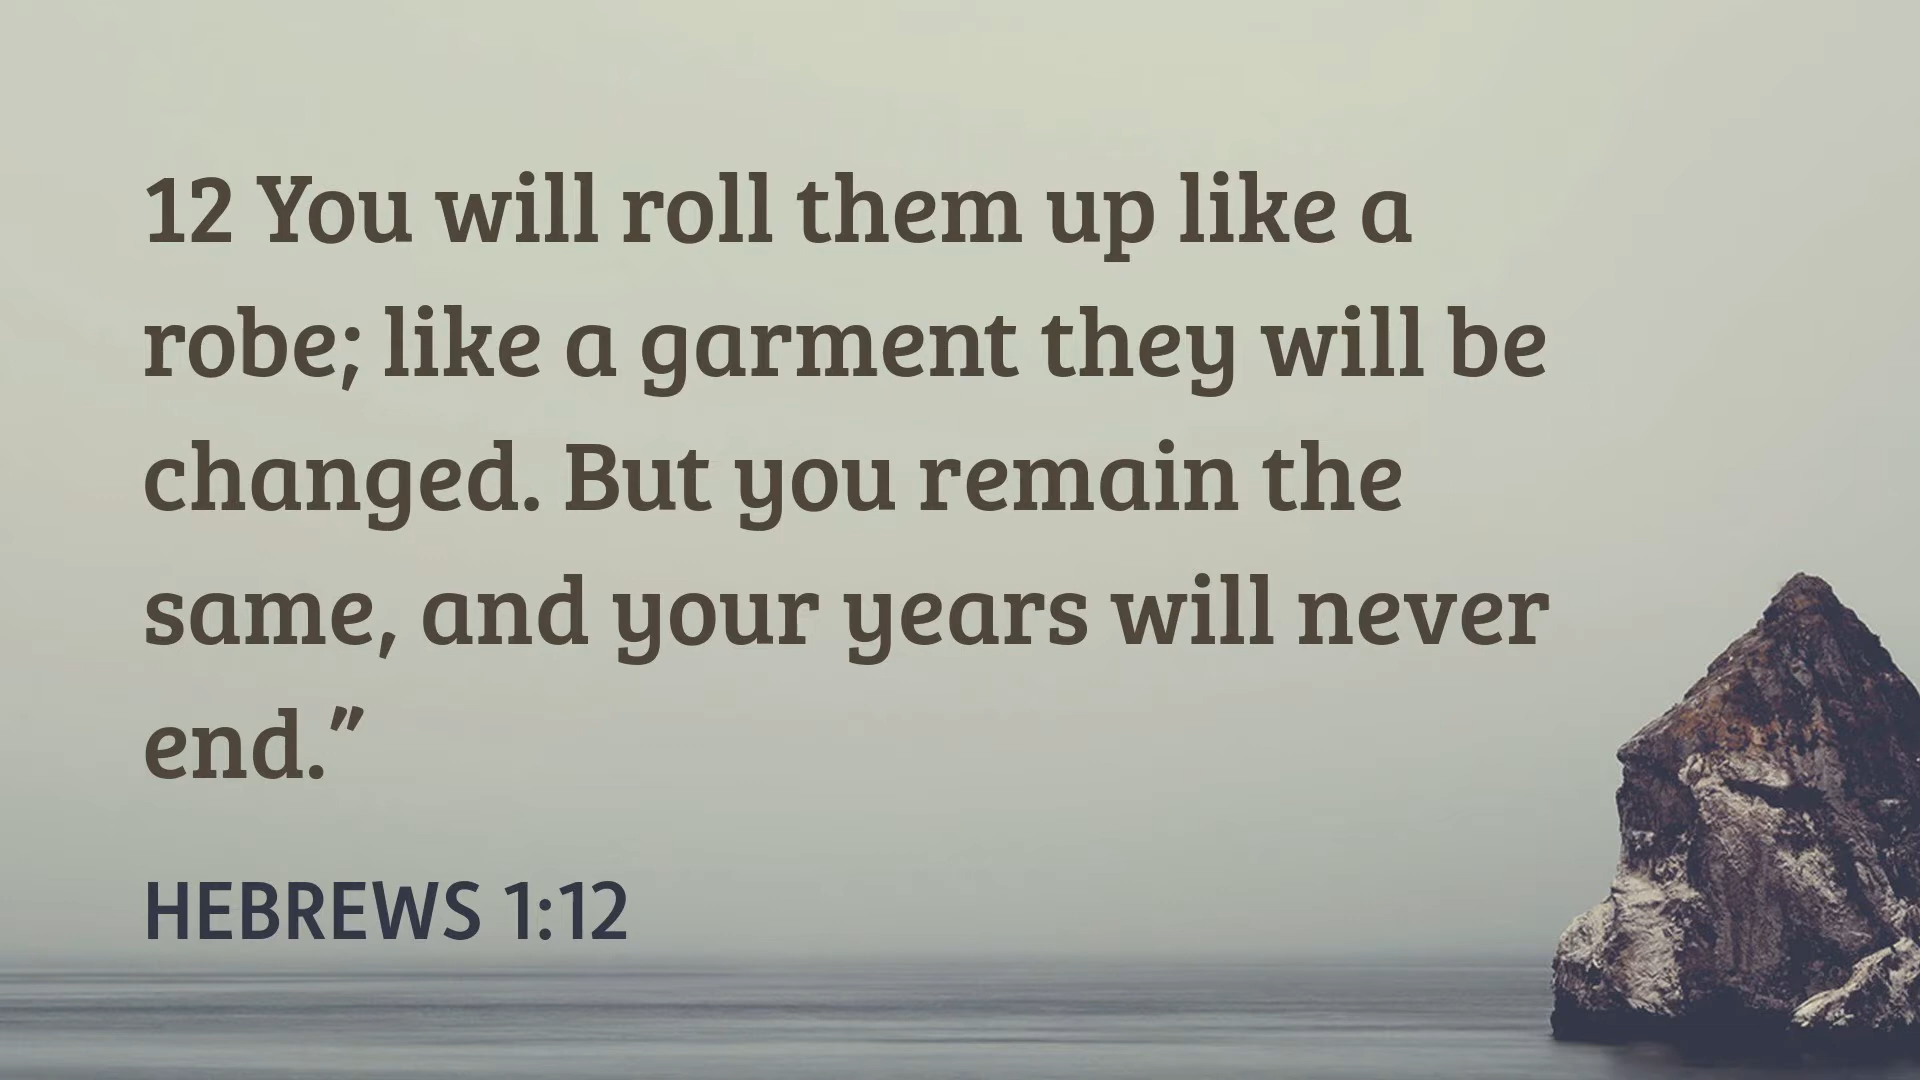 12 You will roll them up like a
robe; like a garment they will be
changed. But you remain the
same, and your years will never
end.”
HEBREWS 1:12